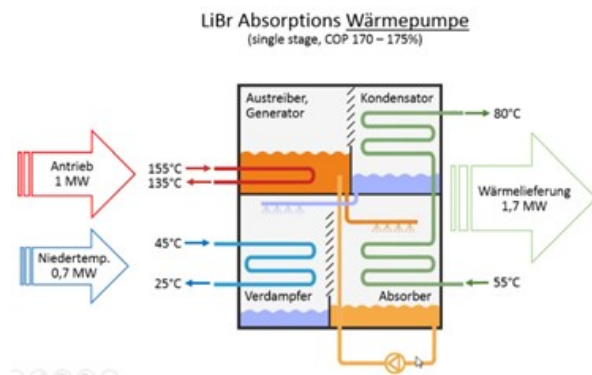 LiBr Absorptions Wärmepumpe
(single stage, COP 170 – 175%)
Austreiber,
Generator
Kondensator
80°C
Antrieb
1 MW
155°C
135°C
Wärmelieferung
1,7 MW
Niedertemp.
0,7 MW
45°C
25°C
55°C
Verdampfer
Absorber